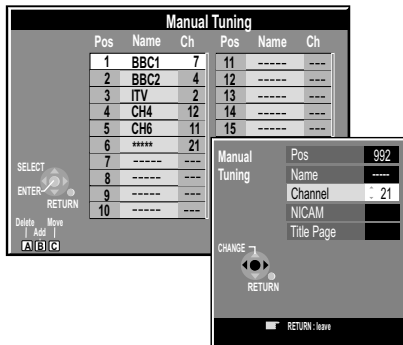 Manual Tuning
Pos Name Ch Pos Name Ch
1 BBC1 7 11 ----- ---
2 BBC2 4 12 ----- ---
3 ITV 2 13 ----- ---
4 CH4 12 14 ----- ---
5 CH6 11 15 ----- ---
6 ***** 21
7 ----- ---
8 ----- ---
9 ----- ---
10 ----- ---
SELECT
ENTER
RETURN
Delete Move
Add
A B C
Manual Tuning
Pos 992
Name -----
Channel 21
NICAM
Title Page
CHANGE
RETURN
RETURN : leave